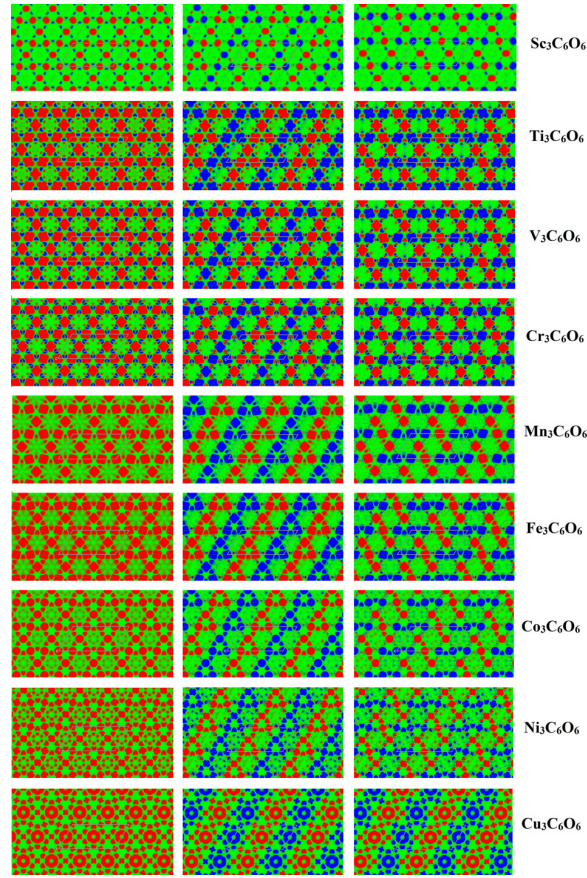 Sc₃C₆O₆
Ti₃C₆O₆
V₃C₆O₆
Cr₃C₆O₆
Mn₃C₆O₆
Fe₃C₆O₆
Co₃C₆O₆
Ni₃C₆O₆
Cu₃C₆O₆